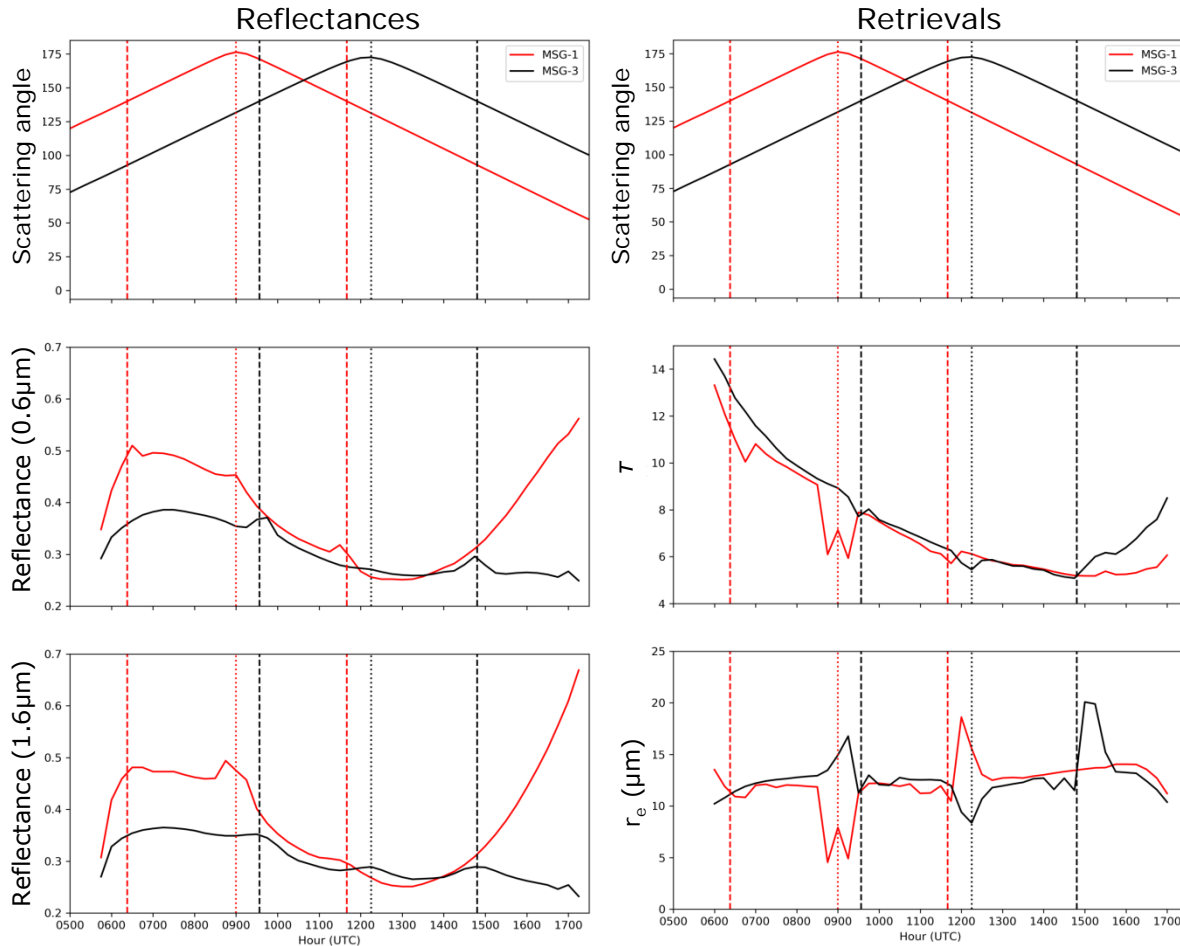 Reflectances
Retrievals
Scattering angle
175
150
125
100
75
50
25
0
MSG-1
MSG-3
Scattering angle
175
150
125
100
75
50
25
0
MSG-1
MSG-3
Reflectance (0.6μm)
0.7
0.6
0.5
0.4
0.3
0.2
τ
14
12
10
8
6
4
Reflectance (1.6μm)
0.7
0.6
0.5
0.4
0.3
0.2
0500 0600 0700 0800 0900 1000 1100 1200 1300 1400 1500 1600 1700
Hour (UTC)
r_e (μm)
25
20
15
10
5
0
0500 0600 0700 0800 0900 1000 1100 1200 1300 1400 1500 1600 1700
Hour (UTC)